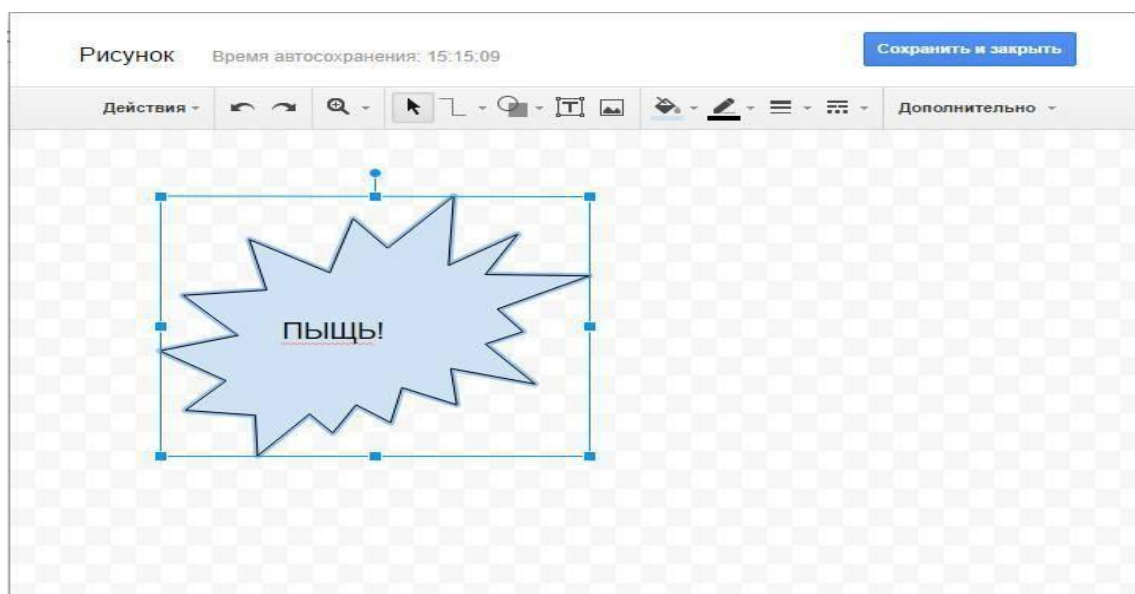 Рисунок Время автосохранения: 15:15:09 Сохранить и закрыть
Действия Дополнительно
ПЫЩЬ!